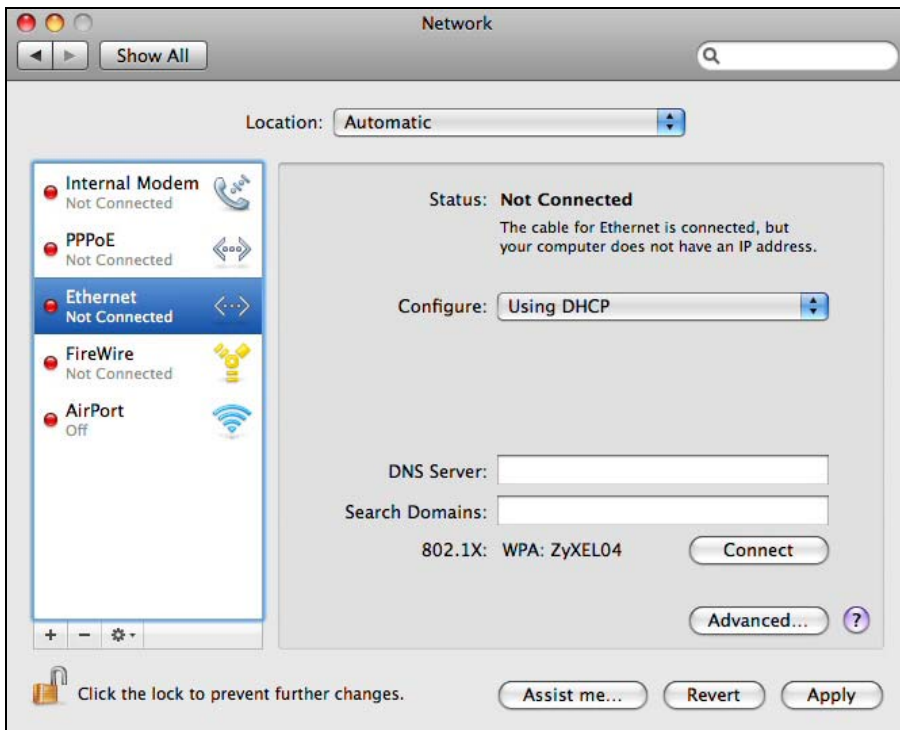 Network
Show All
Location: Automatic
Internal Modem
Not Connected
PPPoE
Not Connected
Ethernet
Not Connected
FireWire
Not Connected
AirPort
Off
Status: Not Connected
The cable for Ethernet is connected, but
your computer does not have an IP address.
Configure: Using DHCP
DNS Server:
Search Domains:
802.1X: WPA: ZyXEL04 Connect
Advanced... ?
Click the lock to prevent further changes.
Assist me... Revert Apply